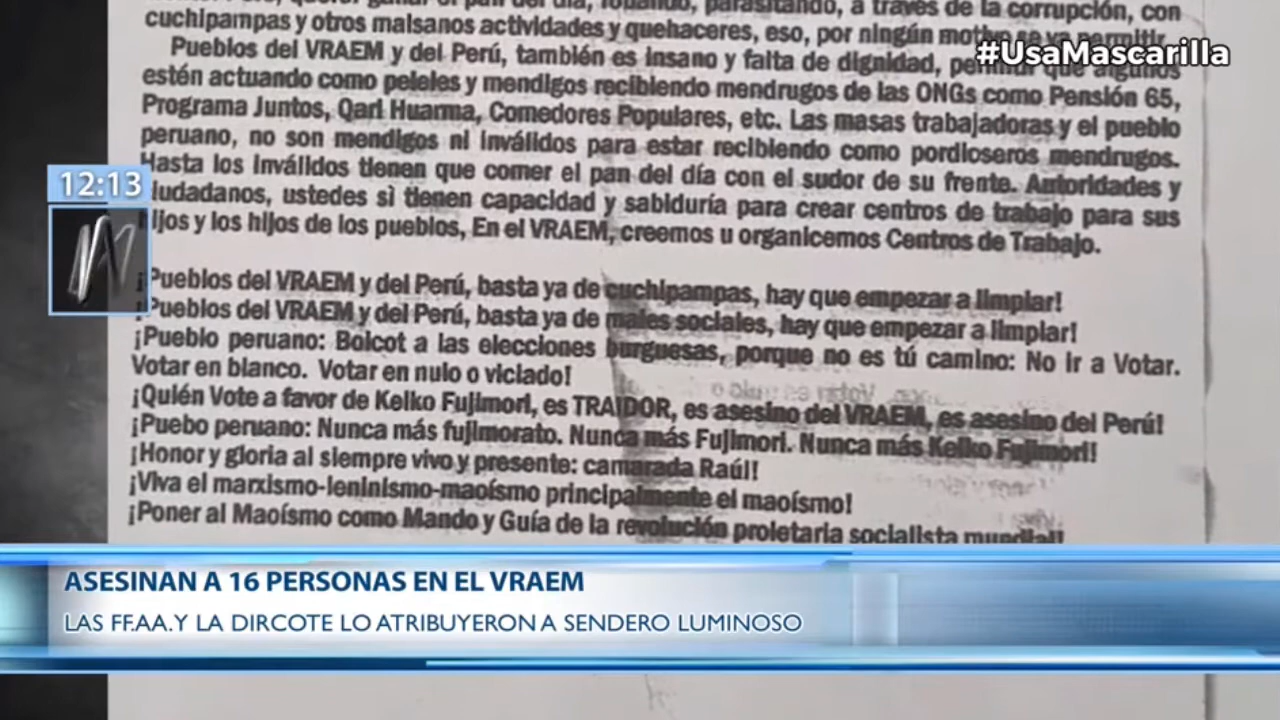 cuchipampas y otros malsanos actividades y quehaceres, eso, por ningún motivo se va permitir.
#UsaMascarilla
Pueblos del VRAEM y del Perú, también es insano y falta de dignidad, permitir que algunos
estén actuando como peleles y mendigos recibiendo mendrugos de las ONGs como Pensión 65,
Programa Juntos, Qari Huarma, Comedores Populares, etc. Las masas trabajadoras y el pueblo
peruano, no son mendigos ni inválidos para estar recibiendo como pordioseros mendrugos.
Hasta los inválidos tienen que comer el pan del día con el sudor de su frente. Autoridades y
ciudadanos, ustedes sì tienen capacidad y sabiduría para crear centros de trabajo para sus
hijos y los hijos de los pueblos, En el VRAEM, creemos u organicemos Centros de Trabajo.
12:13
¡Pueblos del VRAEM y del Perú, basta ya de cuchipampas, hay que empezar a limpiar!
¡Pueblos del VRAEM y del Perú, basta ya de males sociales, hay que empezar a limpiar!
¡Pueblo peruano: Boicot a las elecciones burguesas, porque no es tú camino: No ir a Votar.
Votar en blanco. Votar en nulo o viciado!
¡Quién Vote a favor de Keiko Fujimori, es TRAIDOR, es asesino del VRAEM, es asesino del Perú!
¡Puebo peruano: Nunca más fujimorato. Nunca más Fujimori. Nunca más Keiko Fujimori!
¡Honor y gloria al siempre vivo y presente: camarada Raúl!
¡Viva el marxismo-leninismo-maoísmo principalmente el maoísmo!
¡Poner al Maoísmo como Mando y Guía de la revolución proletaria socialista mundial!
ASESINAN A 16 PERSONAS EN EL VRAEM
LAS FF.AA.Y LA DIRCOTE LO ATRIBUYERON A SENDERO LUMINOSO